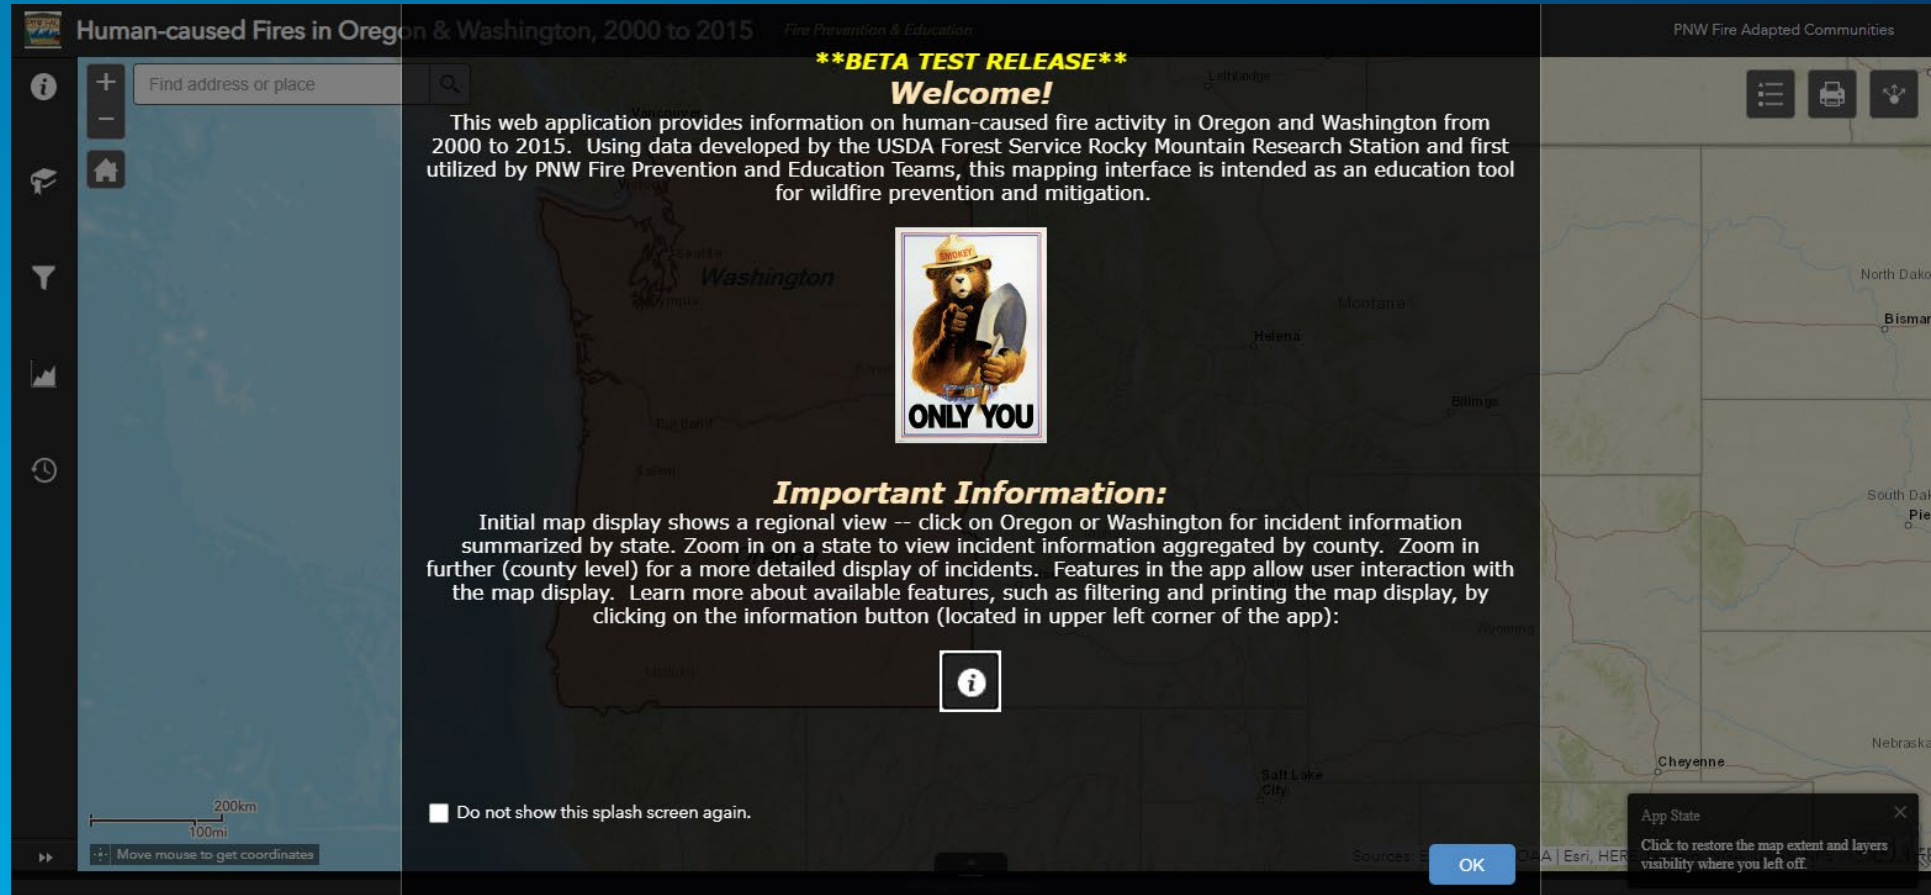 Human-caused Fires in Oregon & Washington, 2000 to 2015
Fire Prevention & Education
PNW Fire Adapted Communities
Find address or place
**BETA TEST RELEASE**
Welcome!
This web application provides information on human-caused fire activity in Oregon and Washington from
2000 to 2015. Using data developed by the USDA Forest Service Rocky Mountain Research Station and first
utilized by PNW Fire Prevention and Education Teams, this mapping interface is intended as an education tool
for wildfire prevention and mitigation.
SMOKEY
ONLY YOU
Important Information:
Initial map display shows a regional view -- click on Oregon or Washington for incident information
summarized by state. Zoom in on a state to view incident information aggregated by county. Zoom in
further (county level) for a more detailed display of incidents. Features in the app allow user interaction with
the map display. Learn more about available features, such as filtering and printing the map display, by
clicking on the information button (located in upper left corner of the app):
i
Do not show this splash screen again.
OK
Lethbridge
Vancouver
Seattle
Washington
Olympia
Portland
Salem
Montana
Helena
Billings
Wyoming
Salt Lake
City
North Dako
Bismar
South Dak
Pie
Nebraska
Cheyenne
200km
100mi
Move mouse to get coordinates
App State
Click to restore the map extent and layers
visibility where you left off.
AA | Esri, HERE